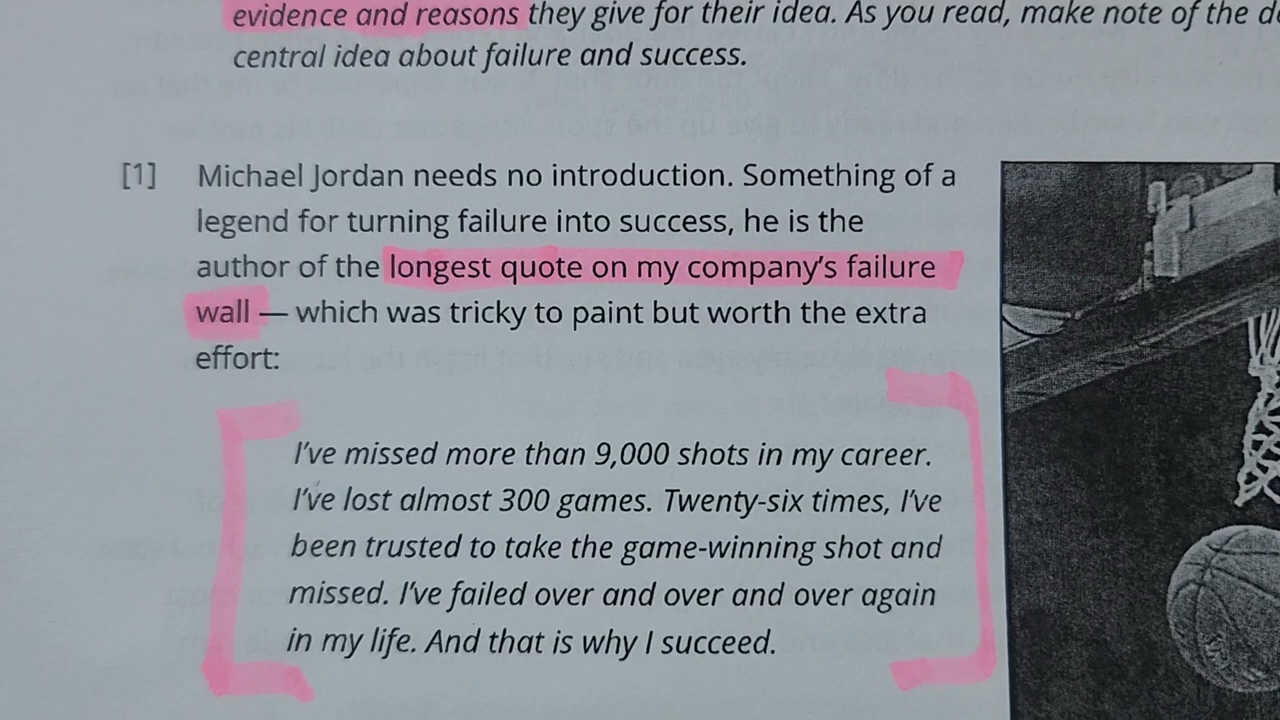 evidence and reasons they give for their idea. As you read, make note of the
central idea about failure and success.
[1] Michael Jordan needs no introduction. Something of a
legend for turning failure into success, he is the
author of the longest quote on my company's failure
wall — which was tricky to paint but worth the extra
effort:
I've missed more than 9,000 shots in my career.
I've lost almost 300 games. Twenty-six times, I've
been trusted to take the game-winning shot and
missed. I've failed over and over and over again
in my life. And that is why I succeed.